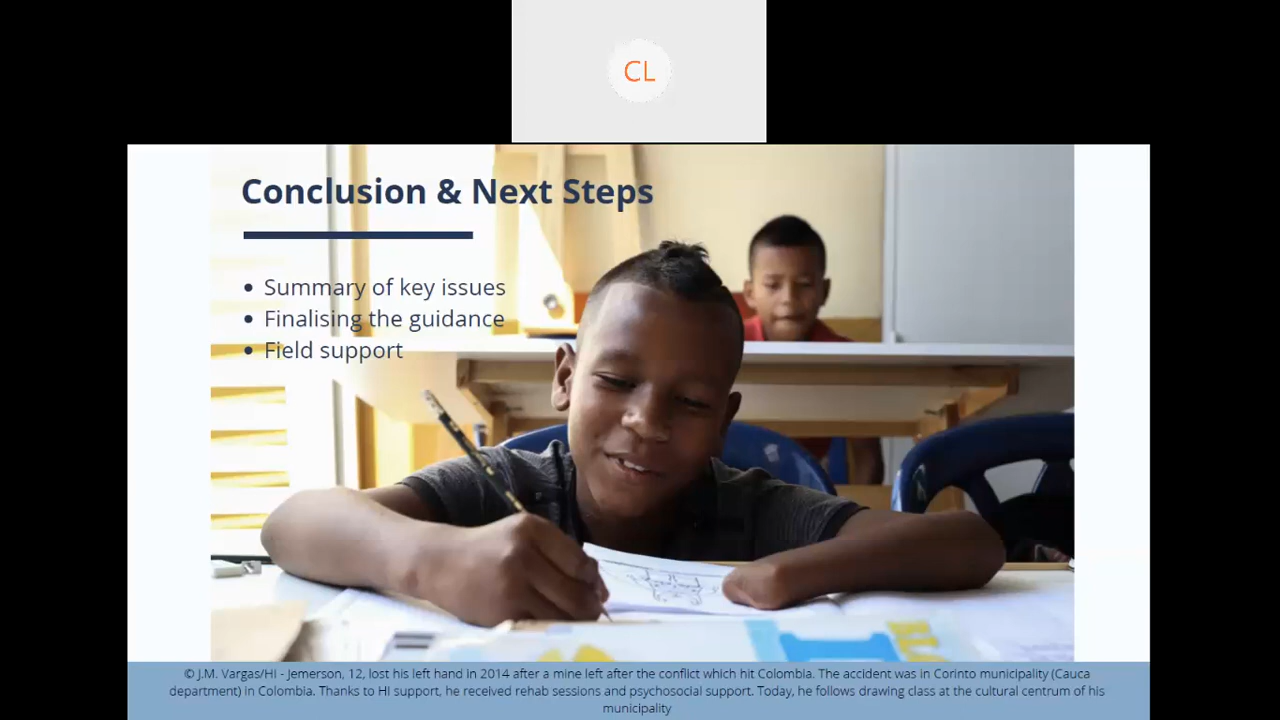 CL
Conclusion & Next Steps
• Summary of key issues
• Finalising the guidance
• Field support
© J.M. Vargas/HI - Jemerson, 12, lost his left hand in 2014 after a mine left after the conflict which hit Colombia. The accident was in Corinto municipality (Cauca
department) in Colombia. Thanks to HI support, he received rehab sessions and psychosocial support. Today, he follows drawing class at the cultural centrum of his
municipality